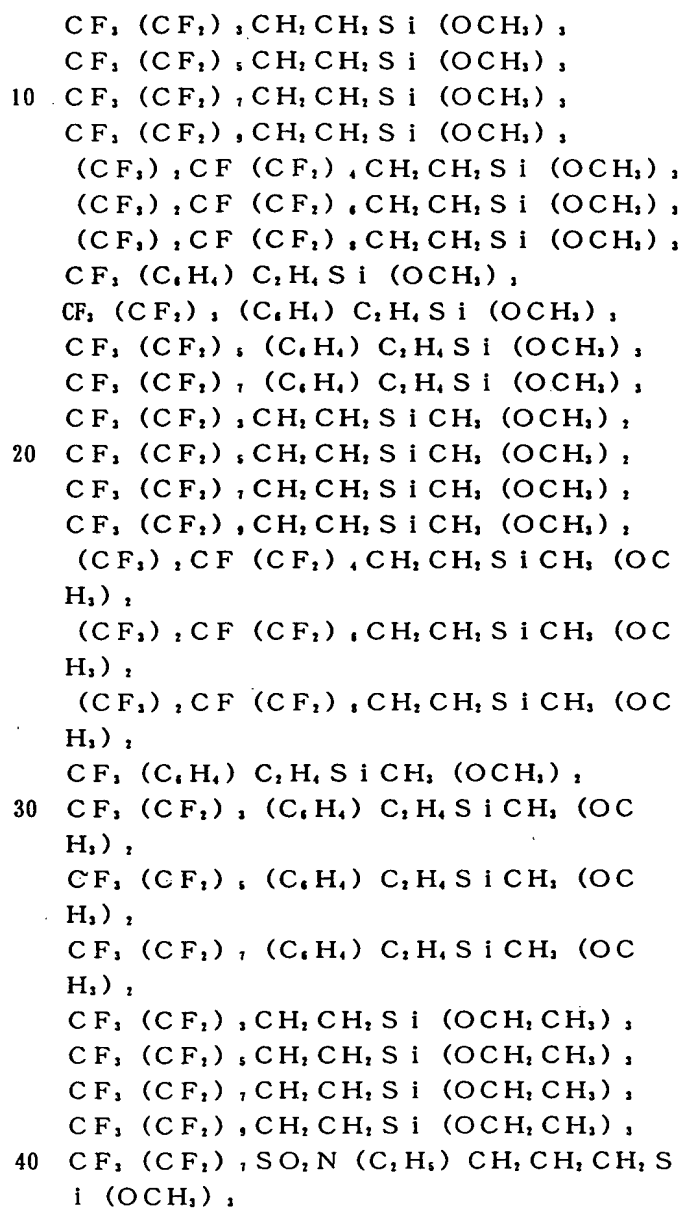 CF₃(CF₂)₃CH₂CH₂Si(OCH₃)₃
CF₃(CF₂)₅CH₂CH₂Si(OCH₃)₃
10 CF₃(CF₂)₇CH₂CH₂Si(OCH₃)₃
CF₃(CF₂)₉CH₂CH₂Si(OCH₃)₃
(CF₃)₂CF(CF₂)₄CH₂CH₂Si(OCH₃)₃
(CF₃)₂CF(CF₂)₆CH₂CH₂Si(OCH₃)₃
(CF₃)₂CF(CF₂)₈CH₂CH₂Si(OCH₃)₃
CF₃(C₆H₄)C₂H₄Si(OCH₃)₃
CF₃(CF₂)₃(C₆H₄)C₂H₄Si(OCH₃)₃
CF₃(CF₂)₅(C₆H₄)C₂H₄Si(OCH₃)₃
CF₃(CF₂)₇(C₆H₄)C₂H₄Si(OCH₃)₃
CF₃(CF₂)₃CH₂CH₂SiCH₃(OCH₃)₂
20 CF₃(CF₂)₅CH₂CH₂SiCH₃(OCH₃)₂
CF₃(CF₂)₇CH₂CH₂SiCH₃(OCH₃)₂
CF₃(CF₂)₉CH₂CH₂SiCH₃(OCH₃)₂
(CF₃)₂CF(CF₂)₄CH₂CH₂SiCH₃(OC
H₃)₂
(CF₃)₂CF(CF₂)₆CH₂CH₂SiCH₃(OC
H₃)₂
(CF₃)₂CF(CF₂)₈CH₂CH₂SiCH₃(OC
H₃)₂
CF₃(C₆H₄)C₂H₄SiCH₃(OCH₃)₂
30 CF₃(CF₂)₃(C₆H₄)C₂H₄SiCH₃(OC
H₃)₂
CF₃(CF₂)₅(C₆H₄)C₂H₄SiCH₃(OC
H₃)₂
CF₃(CF₂)₇(C₆H₄)C₂H₄SiCH₃(OC
H₃)₂
CF₃(CF₂)₃CH₂CH₂Si(OCH₂CH₃)₃
CF₃(CF₂)₅CH₂CH₂Si(OCH₂CH₃)₃
CF₃(CF₂)₇CH₂CH₂Si(OCH₂CH₃)₃
CF₃(CF₂)₉CH₂CH₂Si(OCH₂CH₃)₃
40 CF₃(CF₂)₇SO₂N(C₂H₅)CH₂CH₂CH₂S
i(OCH₃)₃